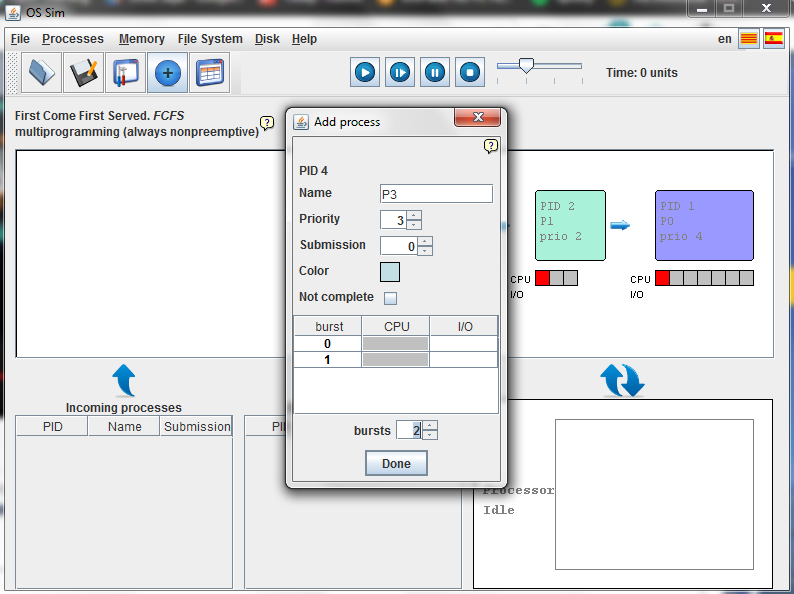 OS Sim
File Processes Memory File System Disk Help
en
Time: 0 units
First Come First Served. FCFS
multiprogramming (always nonpreemptive)
?
Add process
?
PID 4
Name P3
Priority 3
Submission 0
Color
Not complete
burst CPU I/O
0
1
bursts 2
Done
PID 2
P1
prio 2
CPU
I/O
PID 1
P0
prio 4
CPU
I/O
Incoming processes
PID Name Submission
Processor
Idle